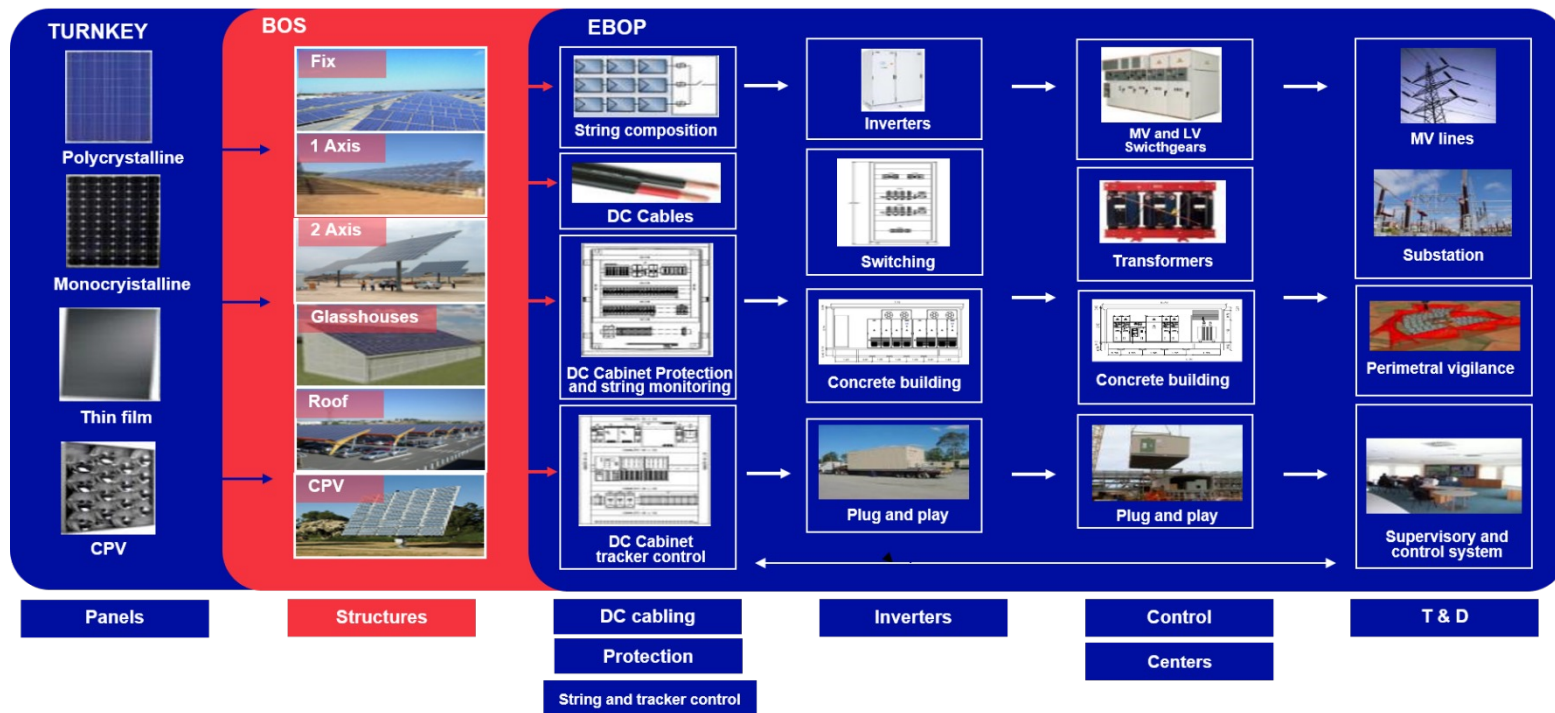 TURNKEY
Polycrystalline
Monocryistalline
Thin film
CPV
BOS
Fix
1 Axis
2 Axis
Glasshouses
Roof
CPV
EBOP
String composition
DC Cables
DC Cabinet Protection
and string monitoring
DC Cabinet
tracker control
Inverters
Switching
Concrete building
Plug and play
MV and LV
Swicthgears
Transformers
Concrete building
Plug and play
MV lines
Substation
Perimetral vigilance
Supervisory and
control system
Panels
Structures
DC cabling
Protection
String and tracker control
Inverters
Control
Centers
T & D